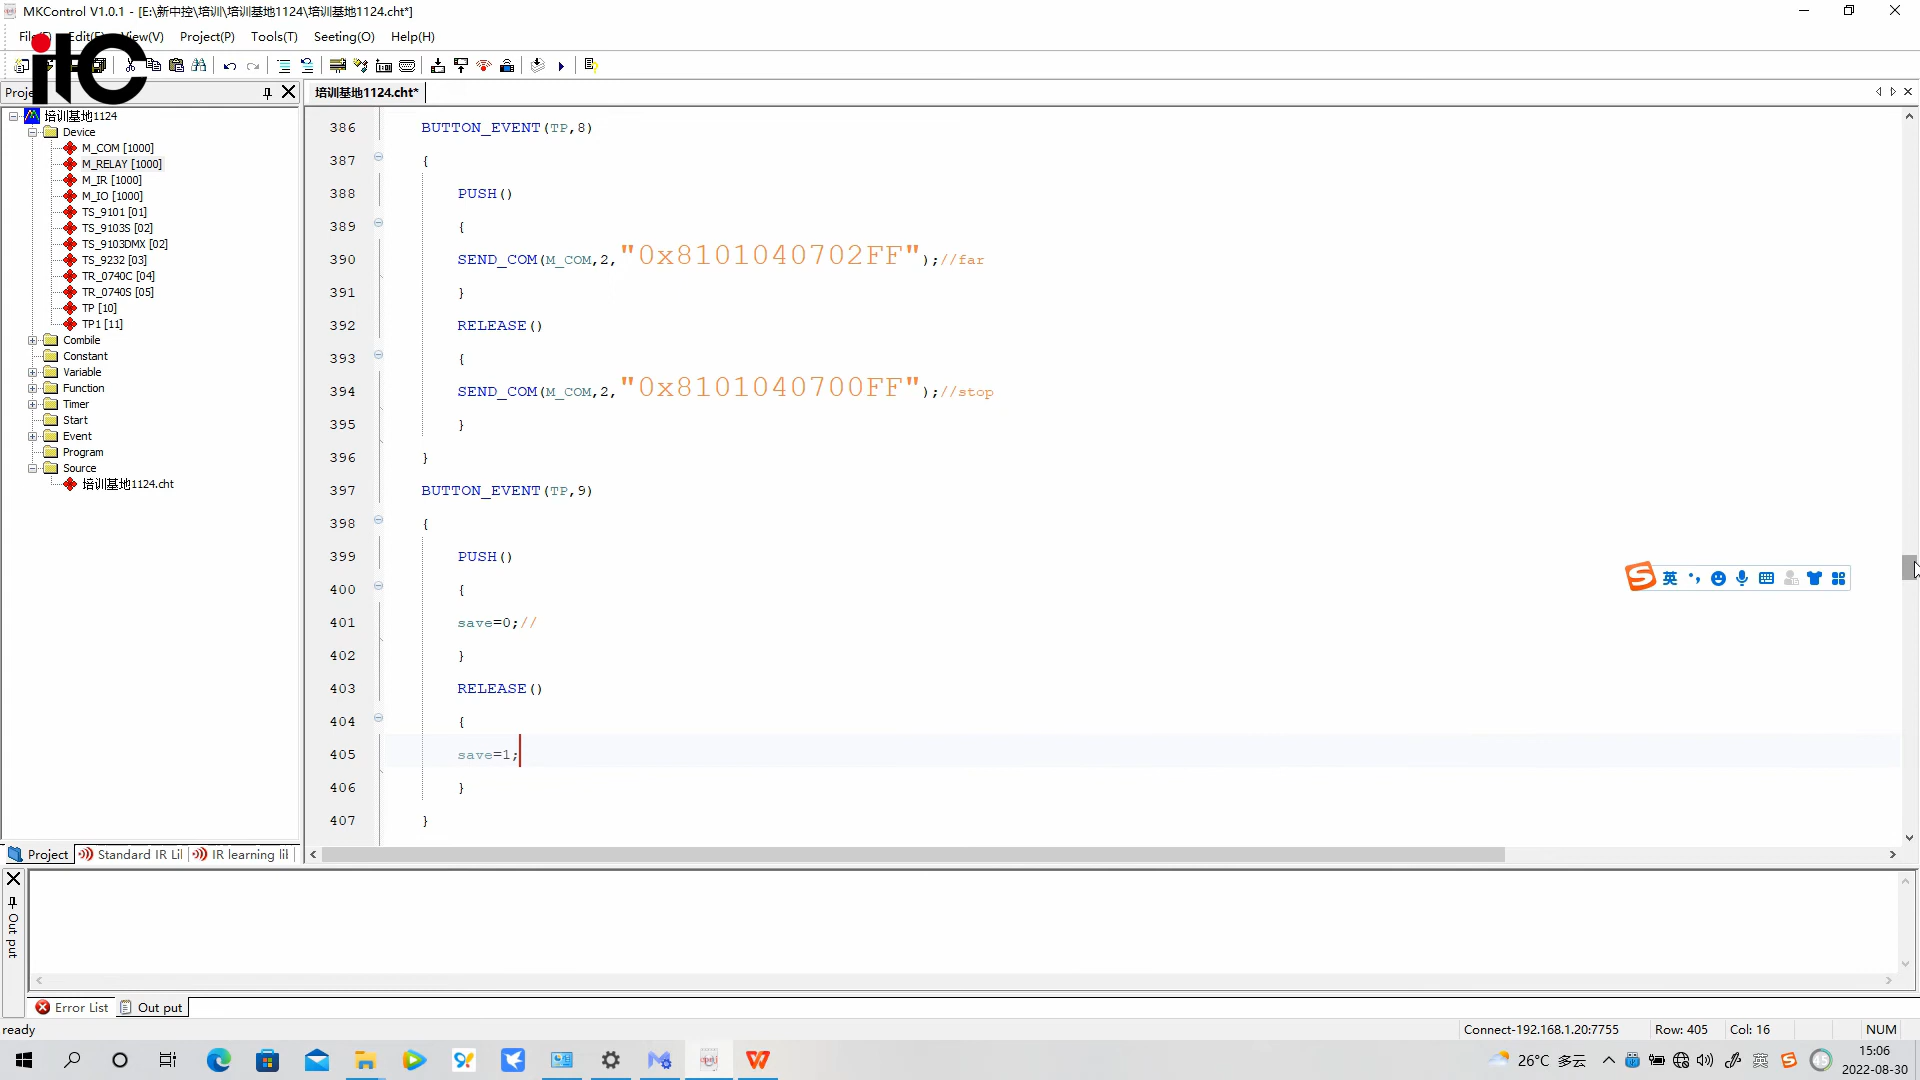 MKControl V1.0.1 - [E:\新中控\培训\培训基地1124\培训基地1124.cht*]
View(V) Project(P) Tools(T) Seeting(O) Help(H)
itc
培训基地1124.cht*
培训基地1124
Device
M_COM [1000]
M_RELAY [1000]
M_IR [1000]
M_IO [1000]
TS_9101 [01]
TS_9103S [02]
TS_9103DMX [02]
TS_9232 [03]
TR_0740C [04]
TR_0740S [05]
TP [10]
TP1 [11]
Combile
Constant
Variable
Function
Timer
Start
Event
Program
Source
培训基地1124.cht
Project Standard IR Lil IR learning lil
386 BUTTON_EVENT(TP,8)
387 {
388 PUSH()
389 {
390 SEND_COM(M_COM,2,"0x8101040702FF");//far
391 }
392 RELEASE()
393 {
394 SEND_COM(M_COM,2,"0x8101040700FF");//stop
395 }
396 }
397 BUTTON_EVENT(TP,9)
398 {
399 PUSH()
400 {
401 save=0;//
402 }
403 RELEASE()
404 {
405 save=1;
406 }
407 }
英
Out put
Error List Out put
ready Connect-192.168.1.20:7755 Row: 405 Col: 16 NUM
26°C 多云 英 15:06
2022-08-30